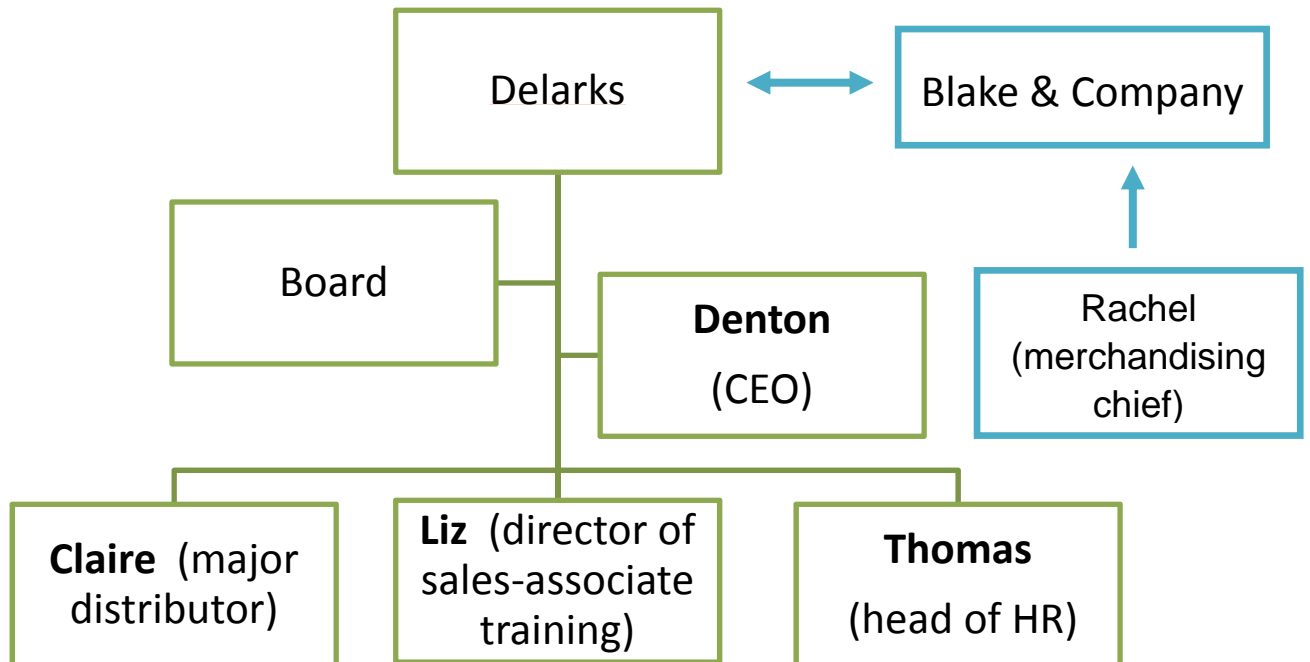 Delarks
Blake & Company
Board
Denton
(CEO)
Rachel
(merchandising
chief)
Claire (major
distributor)
Liz (director of
sales-associate
training)
Thomas
(head of HR)